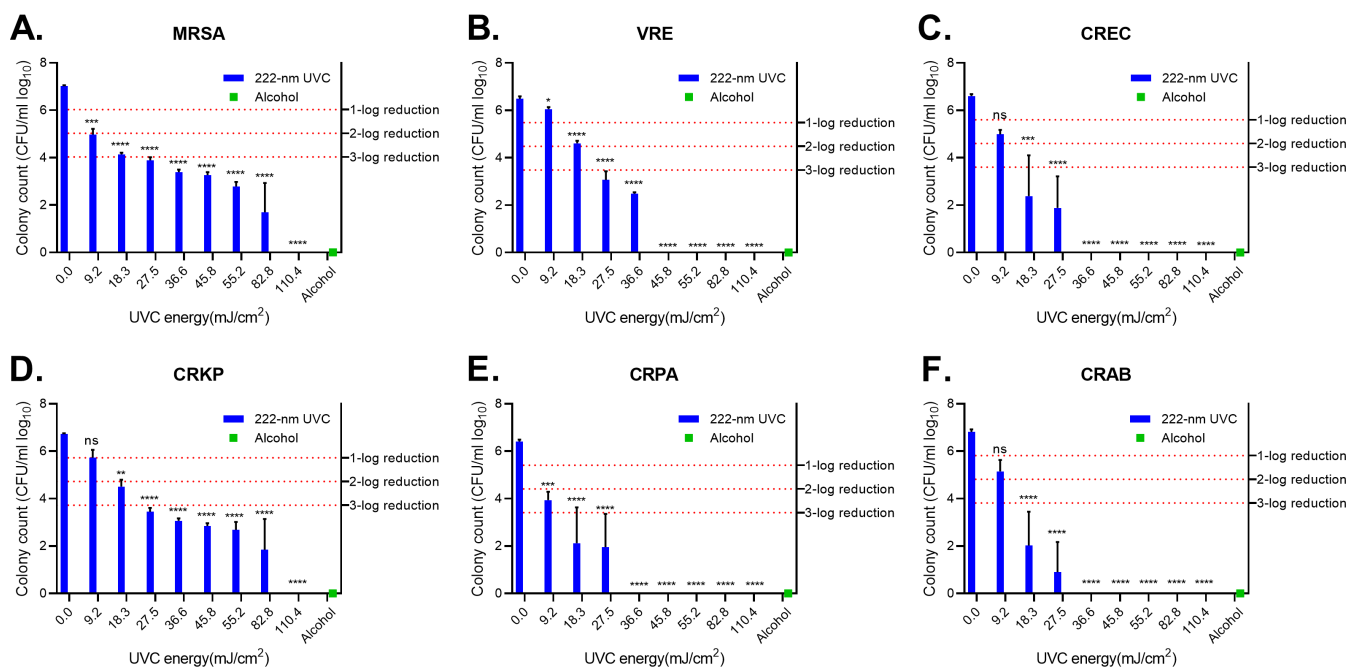 A.
MRSA
Colony count (CFU/ml log10)
8
6
4
2
0
222-nm UVC
Alcohol
1-log reduction
2-log reduction
3-log reduction
***
****
****
****
****
****
****
****
0.0
9.2
18.3
27.5
36.6
45.8
55.2
82.8
110.4
Alcohol
UVC energy(mJ/cm²)
B.
VRE
Colony count (CFU/ml log10)
8
6
4
2
0
222-nm UVC
Alcohol
1-log reduction
2-log reduction
3-log reduction
*
****
****
****
****
****
****
****
0.0
9.2
18.3
27.5
36.6
45.8
55.2
82.8
110.4
Alcohol
UVC energy(mJ/cm²)
C.
CREC
Colony count (CFU/ml log10)
8
6
4
2
0
222-nm UVC
Alcohol
1-log reduction
2-log reduction
3-log reduction
ns
***
****
****
****
****
****
****
0.0
9.2
18.3
27.5
36.6
45.8
55.2
82.8
110.4
Alcohol
UVC energy(mJ/cm²)
D.
CRKP
Colony count (CFU/ml log10)
8
6
4
2
0
222-nm UVC
Alcohol
1-log reduction
2-log reduction
3-log reduction
ns
**
****
****
****
****
****
****
0.0
9.2
18.3
27.5
36.6
45.8
55.2
82.8
110.4
Alcohol
UVC energy(mJ/cm²)
E.
CRPA
Colony count (CFU/ml log10)
8
6
4
2
0
222-nm UVC
Alcohol
1-log reduction
2-log reduction
3-log reduction
***
****
****
****
****
****
****
****
0.0
9.2
18.3
27.5
36.6
45.8
55.2
82.8
110.4
Alcohol
UVC energy(mJ/cm²)
F.
CRAB
Colony count (CFU/ml log10)
8
6
4
2
0
222-nm UVC
Alcohol
1-log reduction
2-log reduction
3-log reduction
ns
****
****
****
****
****
****
****
0.0
9.2
18.3
27.5
36.6
45.8
55.2
82.8
110.4
Alcohol
UVC energy(mJ/cm²)